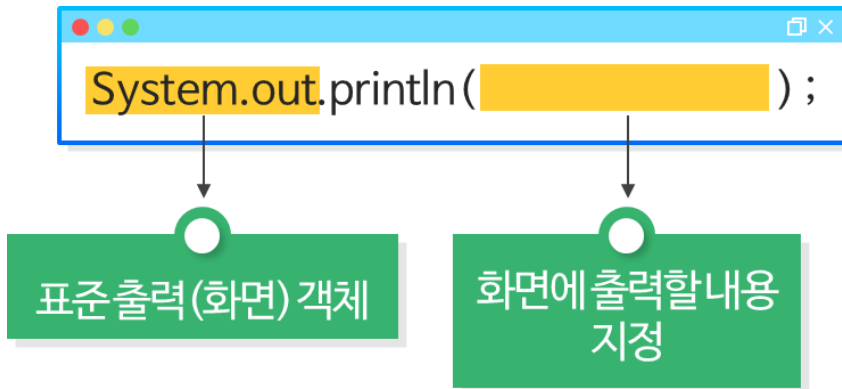 System.out.println( );
표준 출력 (화면) 객체
화면에 출력할 내용
지정